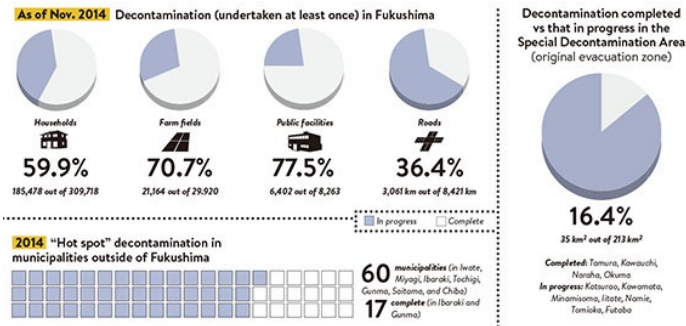 As of Nov. 2014 Decontamination (undertaken at least once) in Fukushima
Households
59.9%
185,478 out of 309,718
Farm fields
70.7%
21,164 out of 29.920
Public facilities
77.5%
6,402 out of 8,263
Roads
36.4%
3,061 km out of 8,421 km
In progress
Complete
2014 "Hot spot" decontamination in
municipalities outside of Fukushima
60 municipalities (in Iwate,
Miyagi, Ibaraki, Tochigi,
Gunma, Saitama, and Chiba)
17 complete (in Ibaraki and
Gunma)
Decontamination completed
vs that in progress in the
Special Decontamination Area
(original evacuation zone)
16.4%
35 km² out of 213 km²
Completed: Tamura, Kawauchi,
Naraha, Okuma
In progress: Katsurao, Kawamata,
Minamisoma, Iitate, Namie,
Tomioka, Futaba